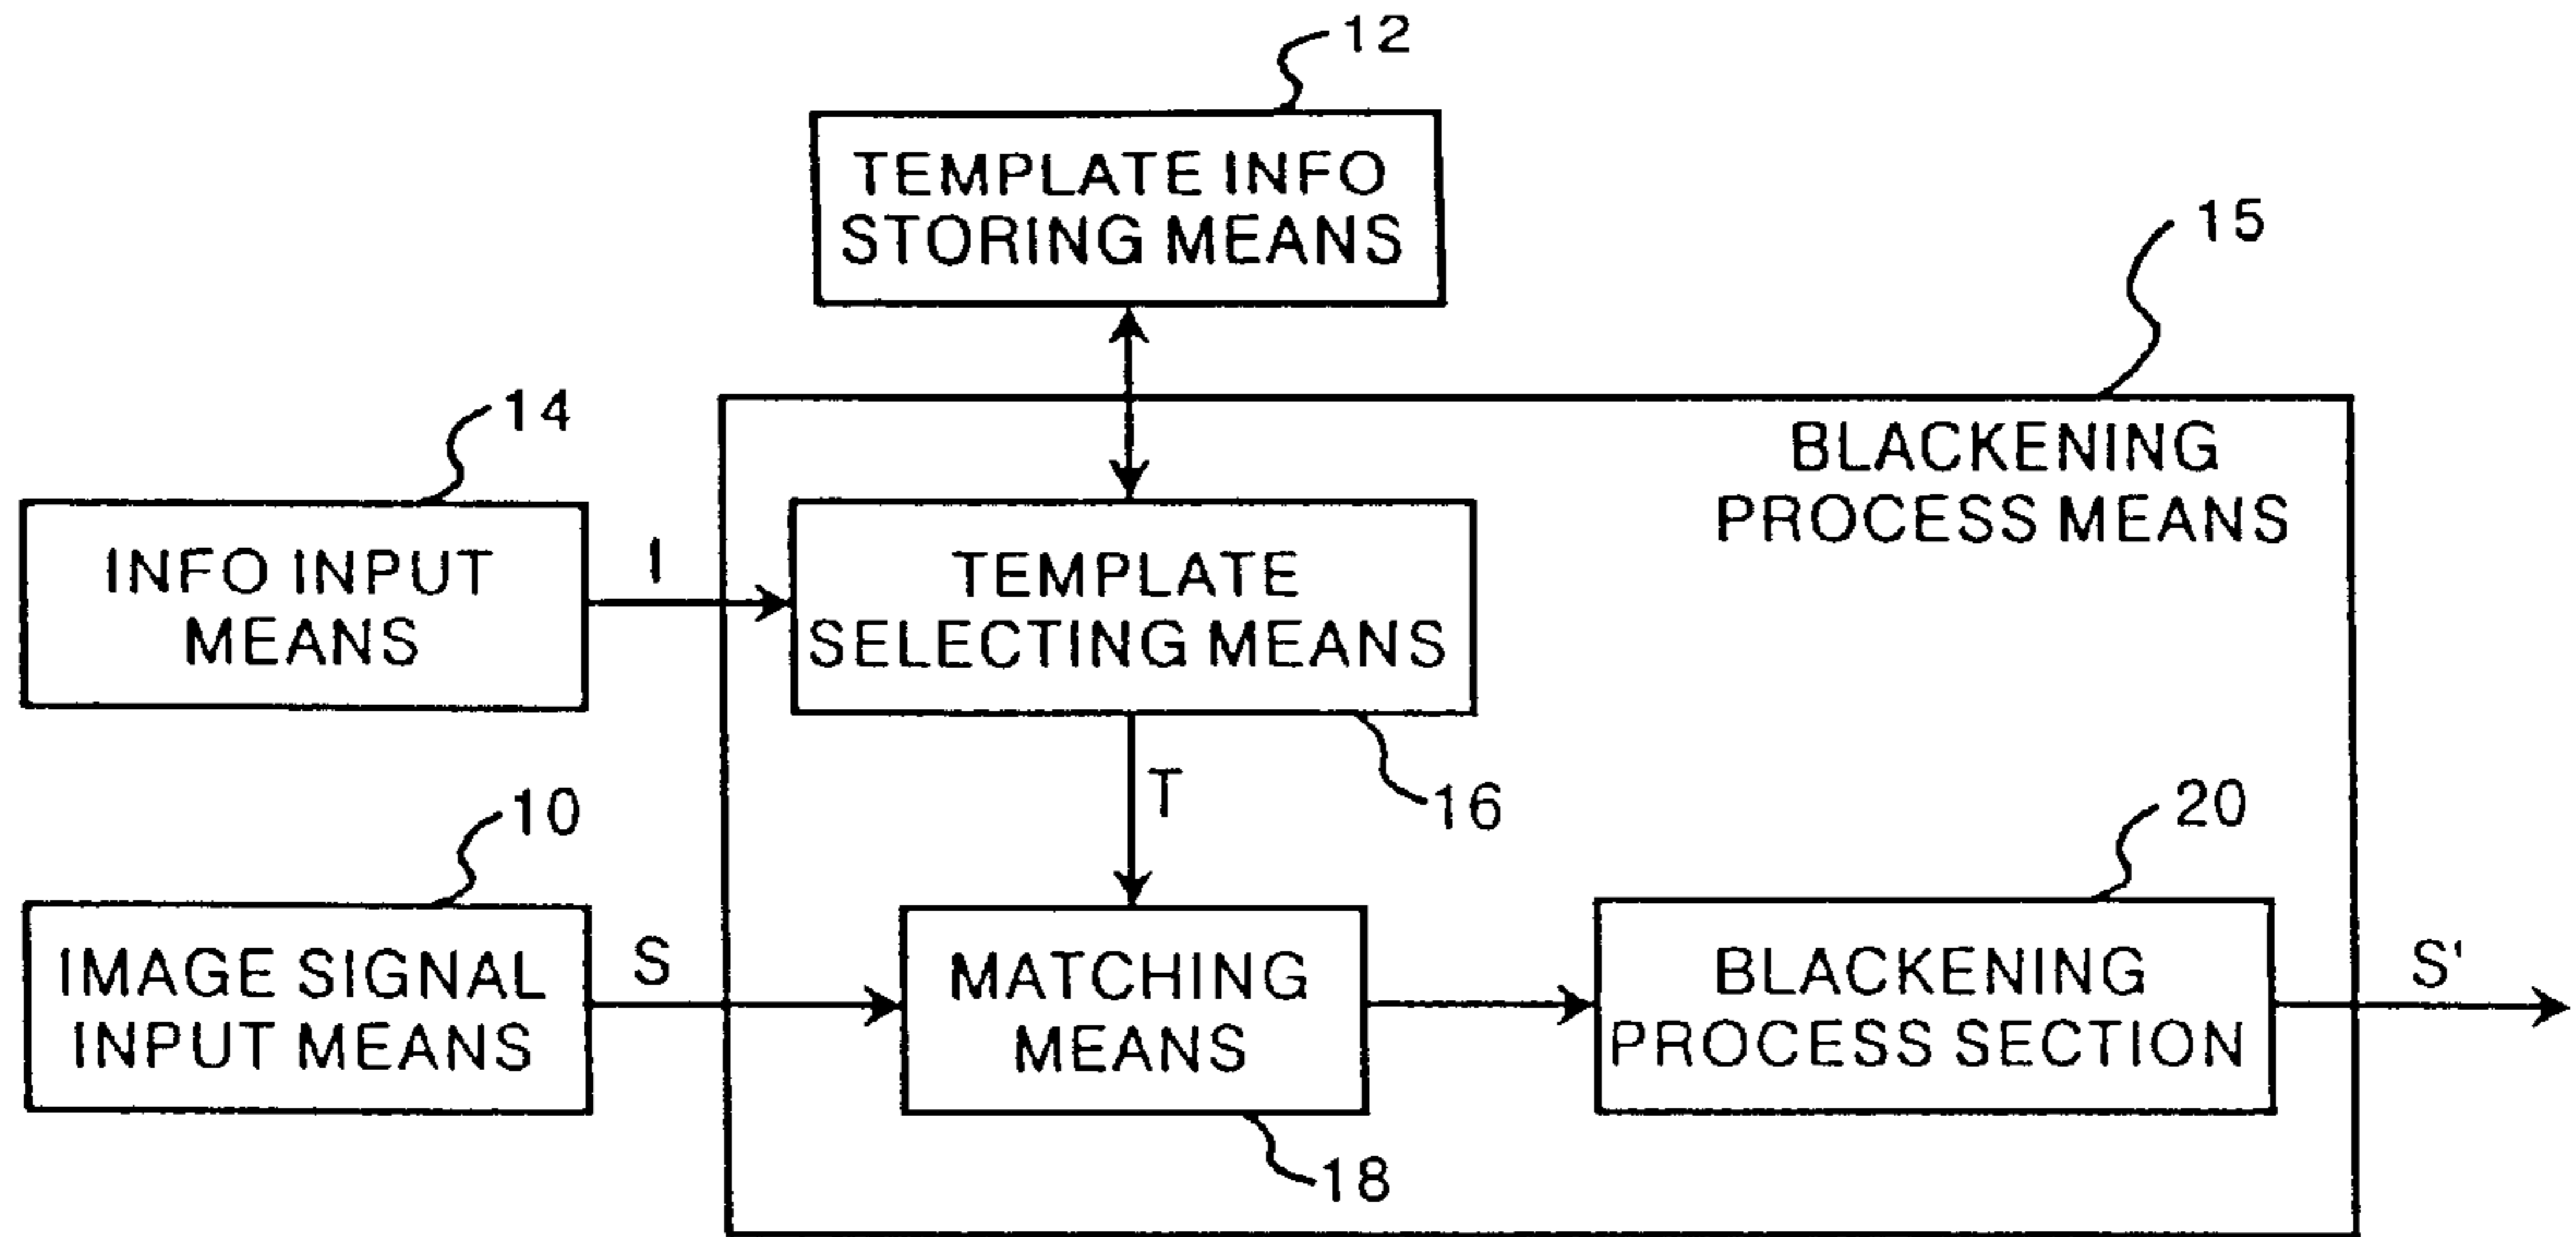 12
TEMPLATE INFO
STORING MEANS
15
14
BLACKENING
PROCESS MEANS
INFO INPUT
MEANS
I
TEMPLATE
SELECTING MEANS
T
16
10
20
IMAGE SIGNAL
INPUT MEANS
S
MATCHING
MEANS
BLACKENING
PROCESS SECTION
S'
18